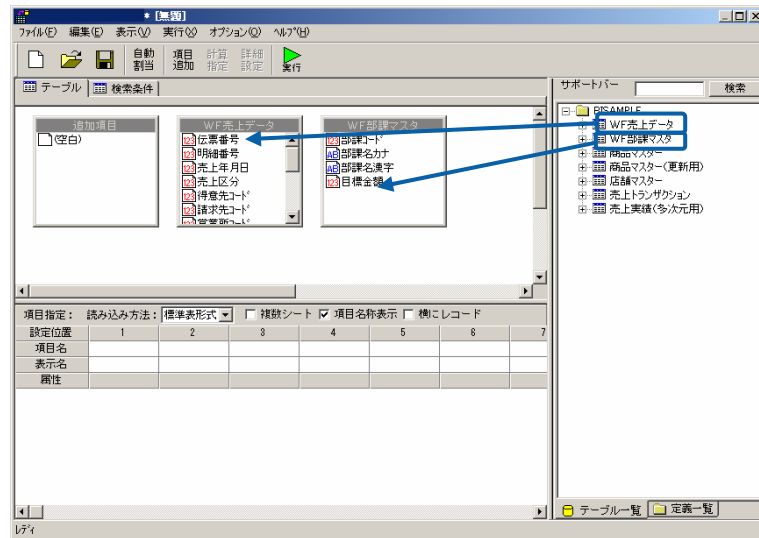 * [無題]
ファイル(F) 編集(E) 表示(V) 実行(X) オプション(O) ヘルプ(H)
自動割当 項目追加 計算指定 詳細設定 実行
テーブル 検索条件
追加項目
(空白)
WF売上データ
伝票番号
明細番号
売上年月日
売上区分
得意先コード
請求先コード
営業所コード
WF部課マスタ
部課コード
部課名カナ
部課名漢字
目標金額
項目指定： 読み込み方法： 標準表形式 複数シート 項目名称表示 横にレコード
設定位置 1 2 3 4 5 6 7
項目名
表示名
属性
サポートバー 検索
BISAMPLE
WF売上データ
WF部課マスタ
商品マスター
商品マスター(更新用)
店舗マスター
売上トランザクション
売上実績(多次元用)
テーブル一覧 定義一覧
レディ